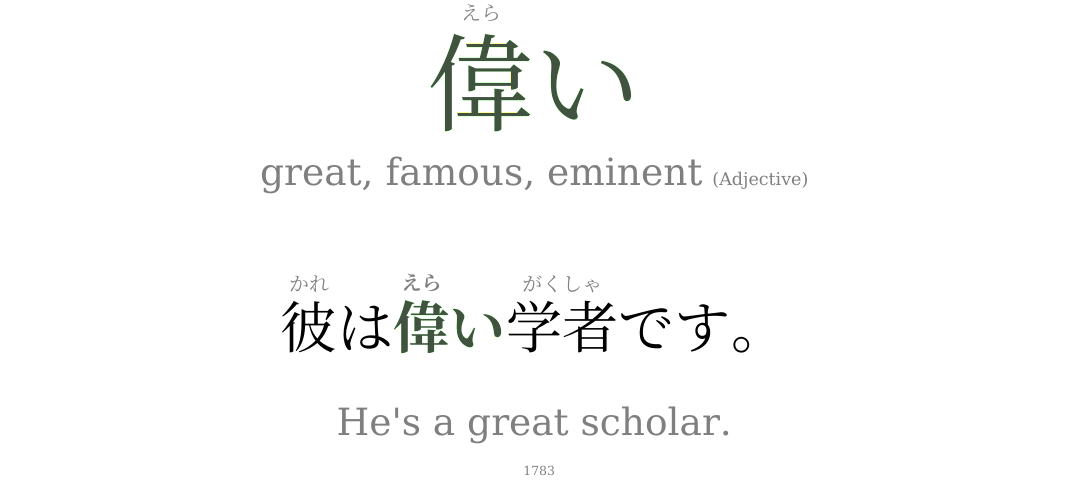 えら
偉い
great, famous, eminent (Adjective)
かれ えら がくしゃ
彼は偉い学者です。
He's a great scholar.
1783